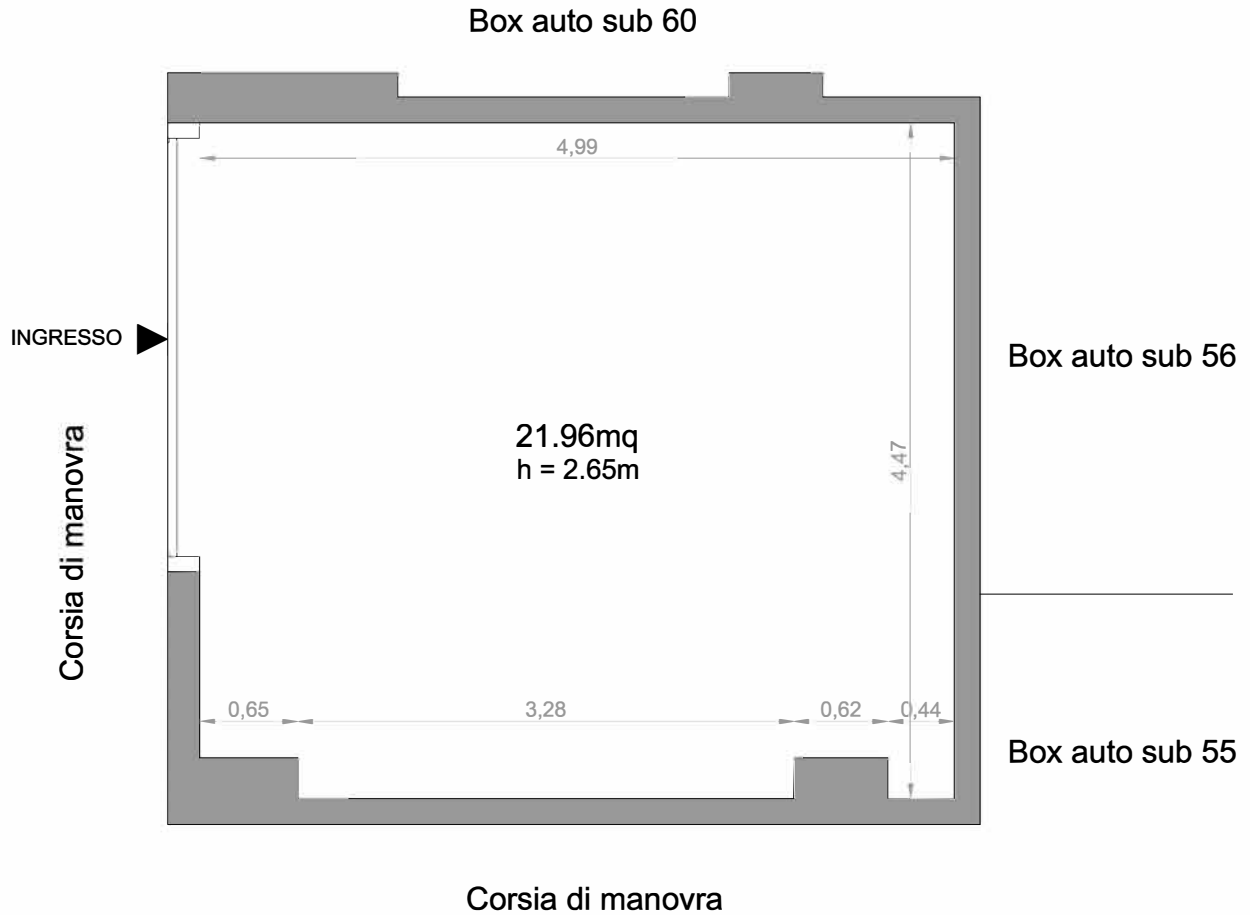 Box auto sub 60
4,99
INGRESSO
Box auto sub 56
21.96mq
h = 2.65m
4,47
Corsia di manovra
0,65
3,28
0,62
0,44
Box auto sub 55
Corsia di manovra